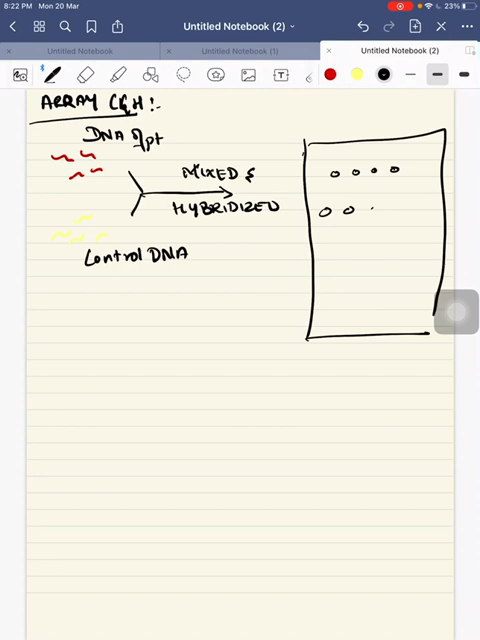 8:22 PM Mon 20 Mar
23%
Untitled Notebook (2)
Untitled Notebook
Untitled Notebook (1)
Untitled Notebook (2)
ARRAY CGH:-
DNA of pt
MIXED &
HYBRIDIZED
Control DNA